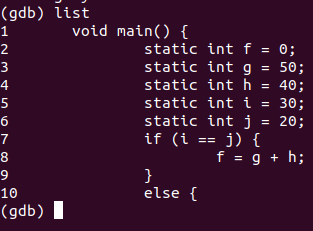 (gdb) list
1       void main() {
2               static int f = 0;
3               static int g = 50;
4               static int h = 40;
5               static int i = 30;
6               static int j = 20;
7               if (i == j) {
8                       f = g + h;
9               }
10              else {
(gdb)